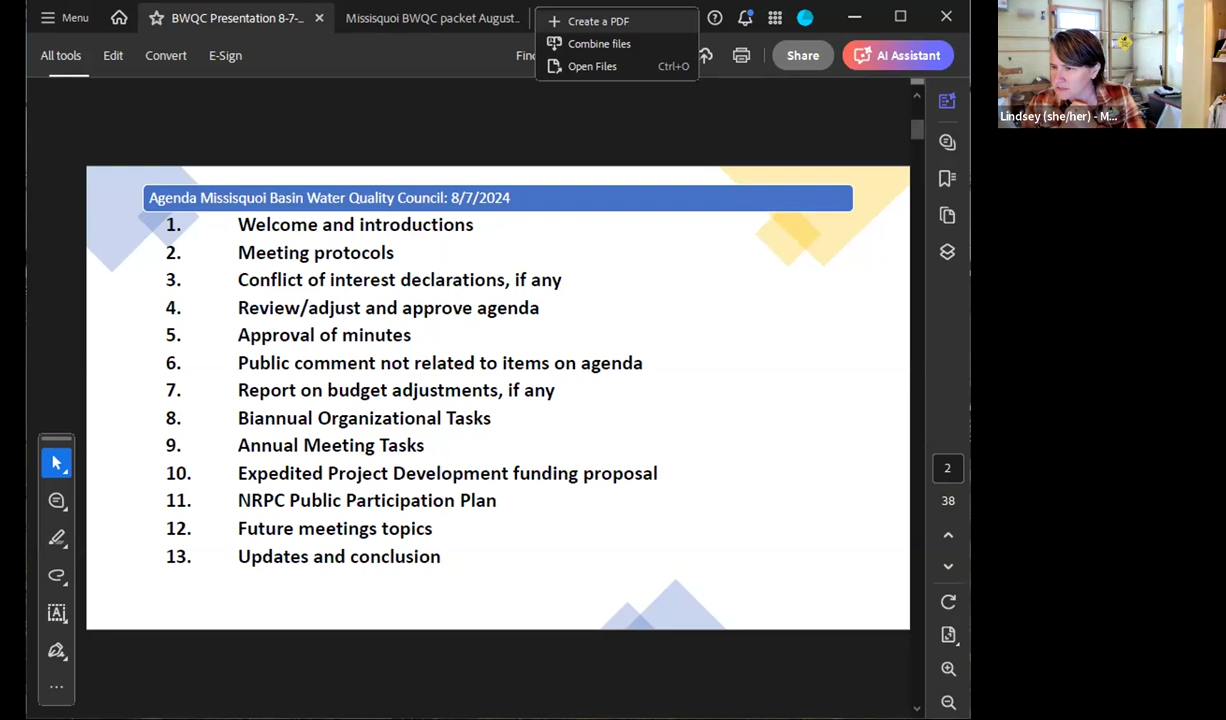 Menu
BWQC Presentation 8-7-...
Missisquoi BWQC packet August...
Create a PDF
Combine files
Open Files Ctrl+O
All tools
Edit
Convert
E-Sign
Find
Share
AI Assistant
Lindsey (she/her) - M...
Agenda Missisquoi Basin Water Quality Council: 8/7/2024
1. Welcome and introductions
2. Meeting protocols
3. Conflict of interest declarations, if any
4. Review/adjust and approve agenda
5. Approval of minutes
6. Public comment not related to items on agenda
7. Report on budget adjustments, if any
8. Biannual Organizational Tasks
9. Annual Meeting Tasks
10. Expedited Project Development funding proposal
11. NRPC Public Participation Plan
12. Future meetings topics
13. Updates and conclusion
2
38